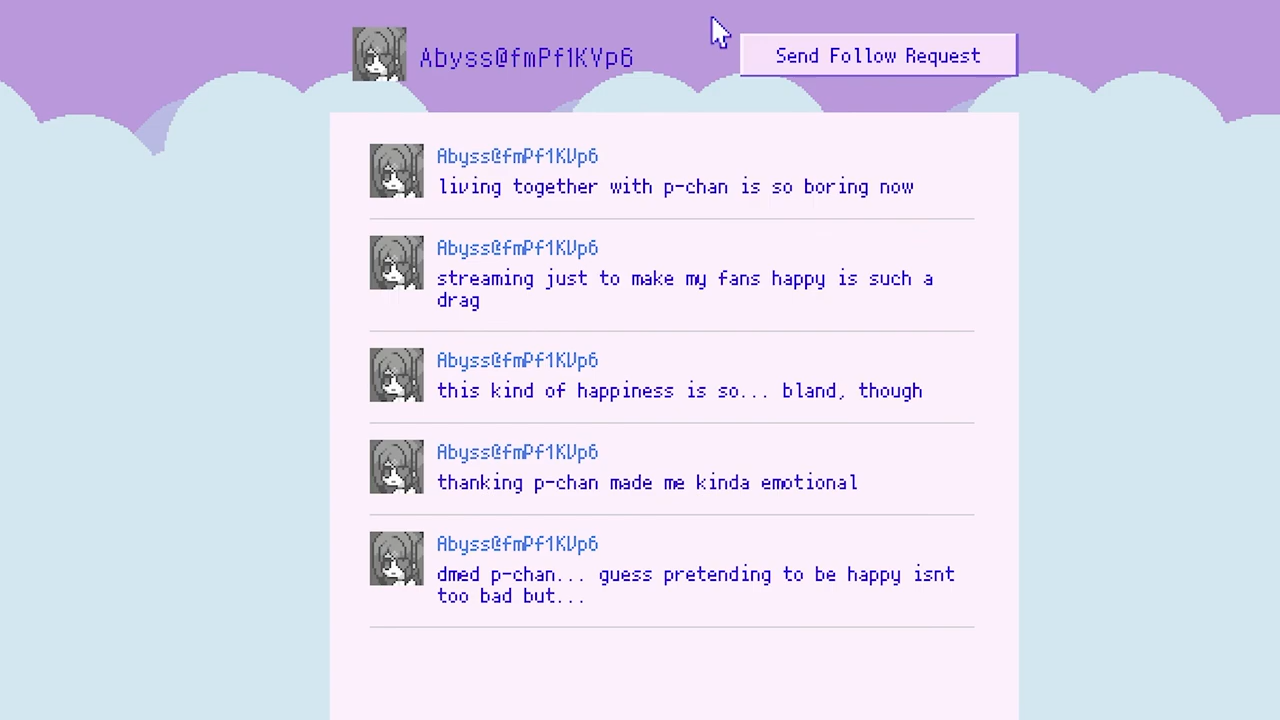 Abyss@fmPf1KVp6
Send Follow Request
Abyss@fmPf1KVp6
living together with p-chan is so boring now
Abyss@fmPf1KVp6
streaming just to make my fans happy is such a
drag
Abyss@fmPf1KVp6
this kind of happiness is so... bland, though
Abyss@fmPf1KVp6
thanking p-chan made me kinda emotional
Abyss@fmPf1KVp6
dmed p-chan... guess pretending to be happy isnt
too bad but...